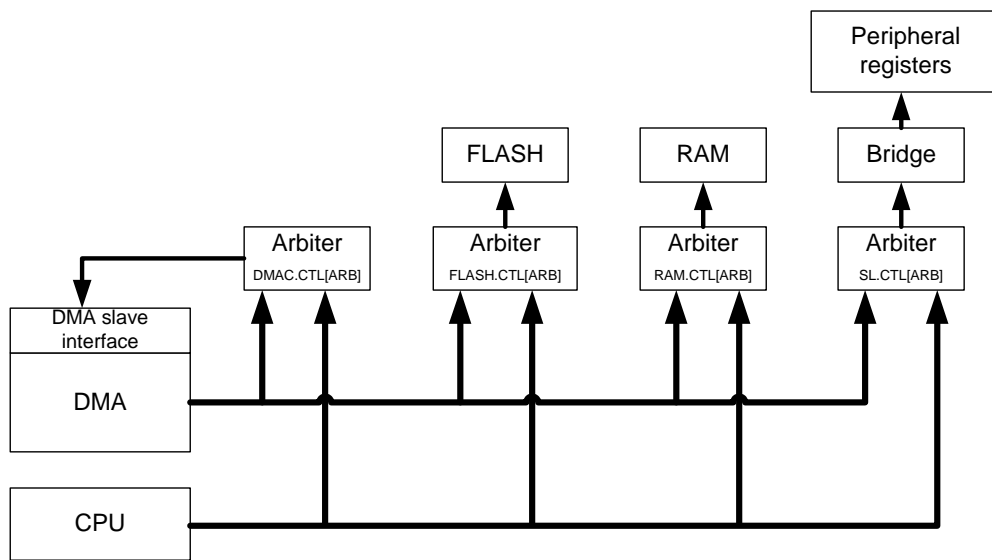 Peripheral
registers
FLASH
RAM
Bridge
Arbiter
DMAC.CTL[ARB]
Arbiter
FLASH.CTL[ARB]
Arbiter
RAM.CTL[ARB]
Arbiter
SL.CTL[ARB]
DMA slave
interface
DMA
CPU